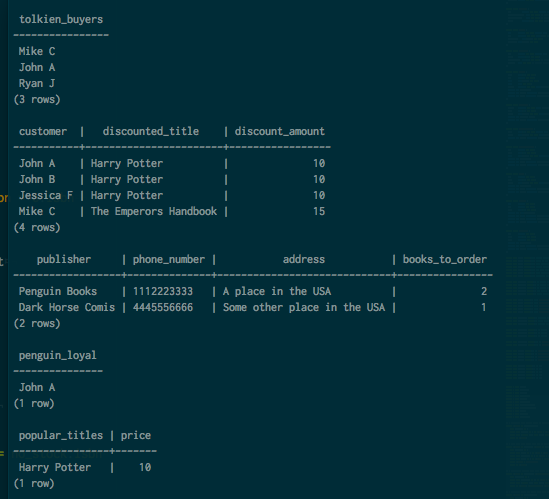 tolkien_buyers
----------------
Mike C
John A
Ryan J
(3 rows)
customer | discounted_title | discount_amount
-----------+-----------------------+-----------------
John A | Harry Potter | 10
John B | Harry Potter | 10
Jessica F | Harry Potter | 10
Mike C | The Emperors Handbook | 15
(4 rows)
publisher | phone_number | address | books_to_order
------------------+--------------+-----------------------------+----------------
Penguin Books | 1112223333 | A place in the USA | 2
Dark Horse Comis | 4445556666 | Some other place in the USA | 1
(2 rows)
penguin_loyal
---------------
John A
(1 row)
popular_titles | price
----------------+-------
Harry Potter | 10
(1 row)